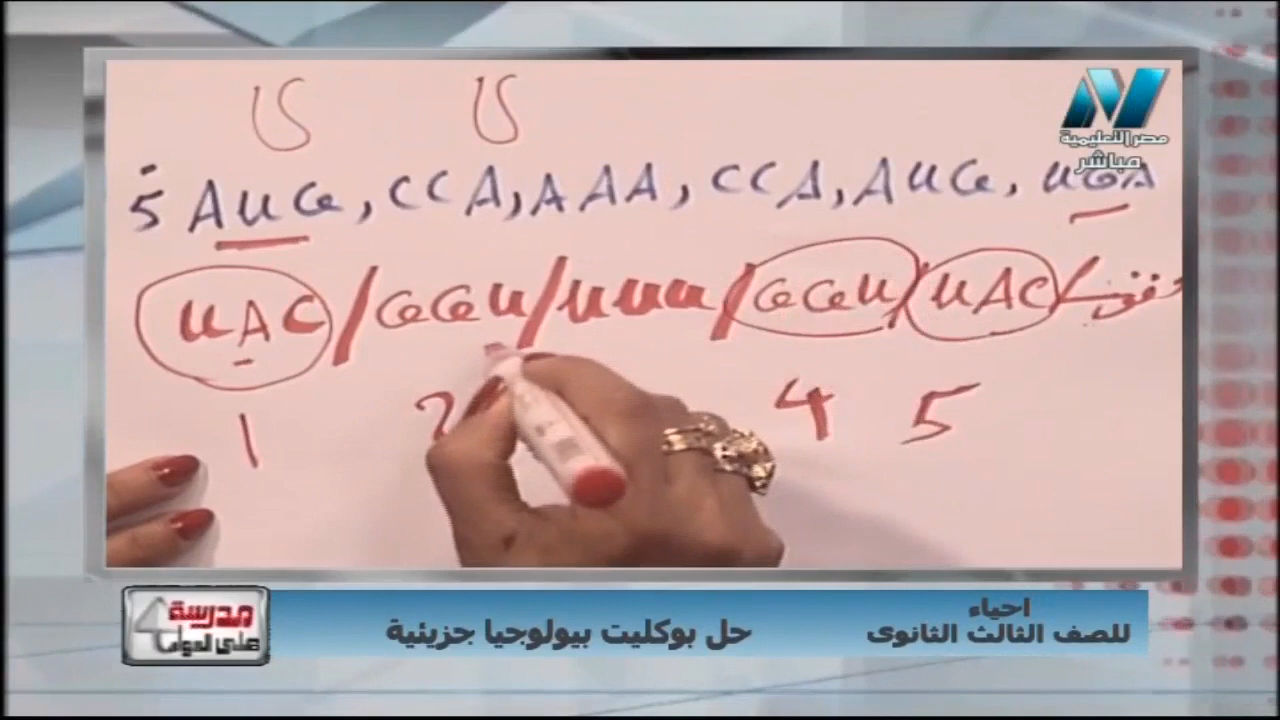 مصر التعليمية
مباشر
5 AUG, CCA, AAA, CCA, AUG, UGA
UAC / GGU / UUU / GGU / UAC /
1 2 4 5
احياء
للصف الثالث الثانوى
حل بوكليت بيولوجيا جزيئية
مدرسة
على الهواء